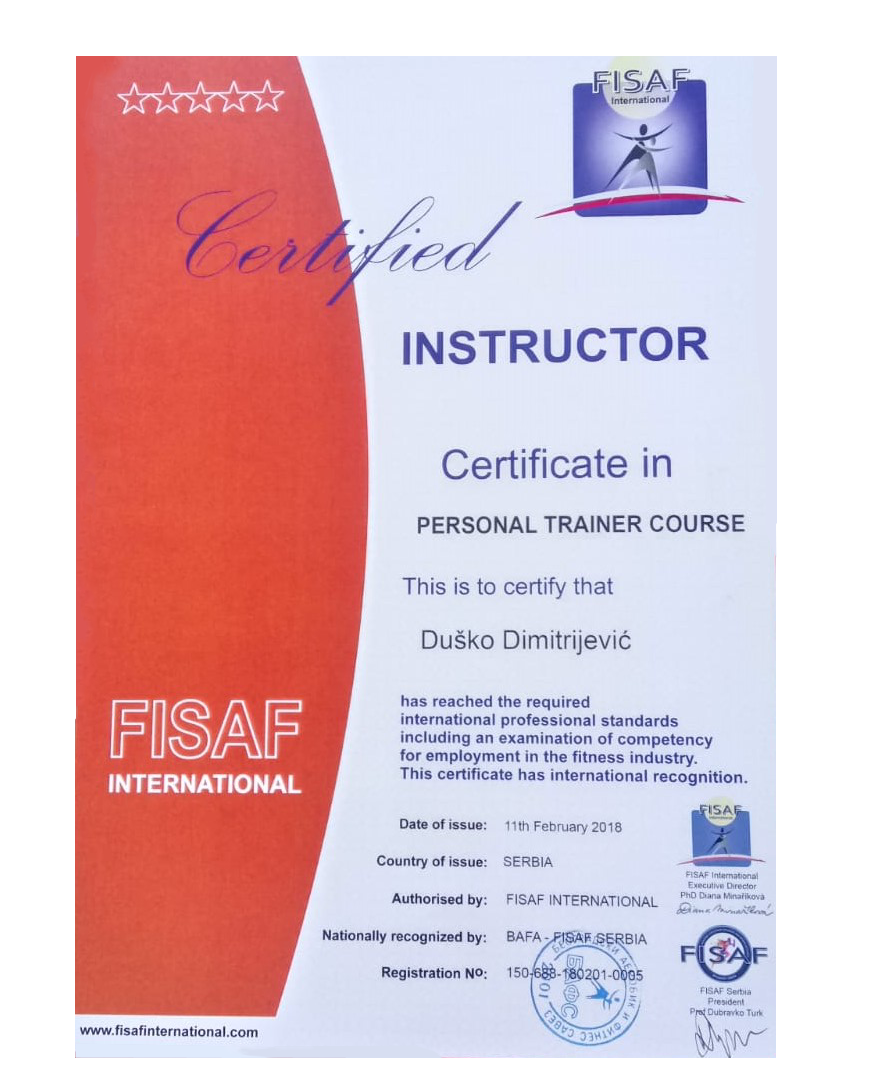 FISAF
International
Certified
INSTRUCTOR
Certificate in
PERSONAL TRAINER COURSE
This is to certify that
Duško Dimitrijević
has reached the required
international professional standards
including an examination of competency
for employment in the fitness industry.
This certificate has international recognition.
FISAF
INTERNATIONAL
Date of issue: 11th February 2018
Country of issue: SERBIA
Authorised by: FISAF INTERNATIONAL
Nationally recognized by: BAFA - FISAF SERBIA
Registration Nº: 150-688-180201-0005
FISAF
International
FISAF International
Executive Director
PhD Diana Minaříková
Diana Minaříková
FISAF
FISAF Serbia
President
Prof Dubravko Turk
И ФИТНЕС САВЕЗ
www.fisafinternational.com